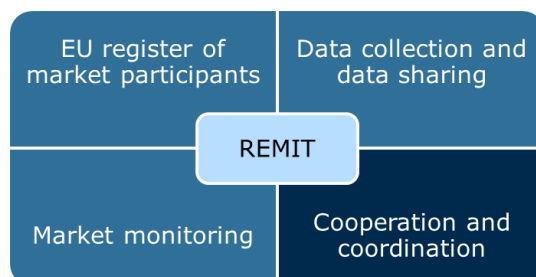 EU register of
market participants
Data collection and
data sharing
REMIT
Market monitoring
Cooperation and
coordination